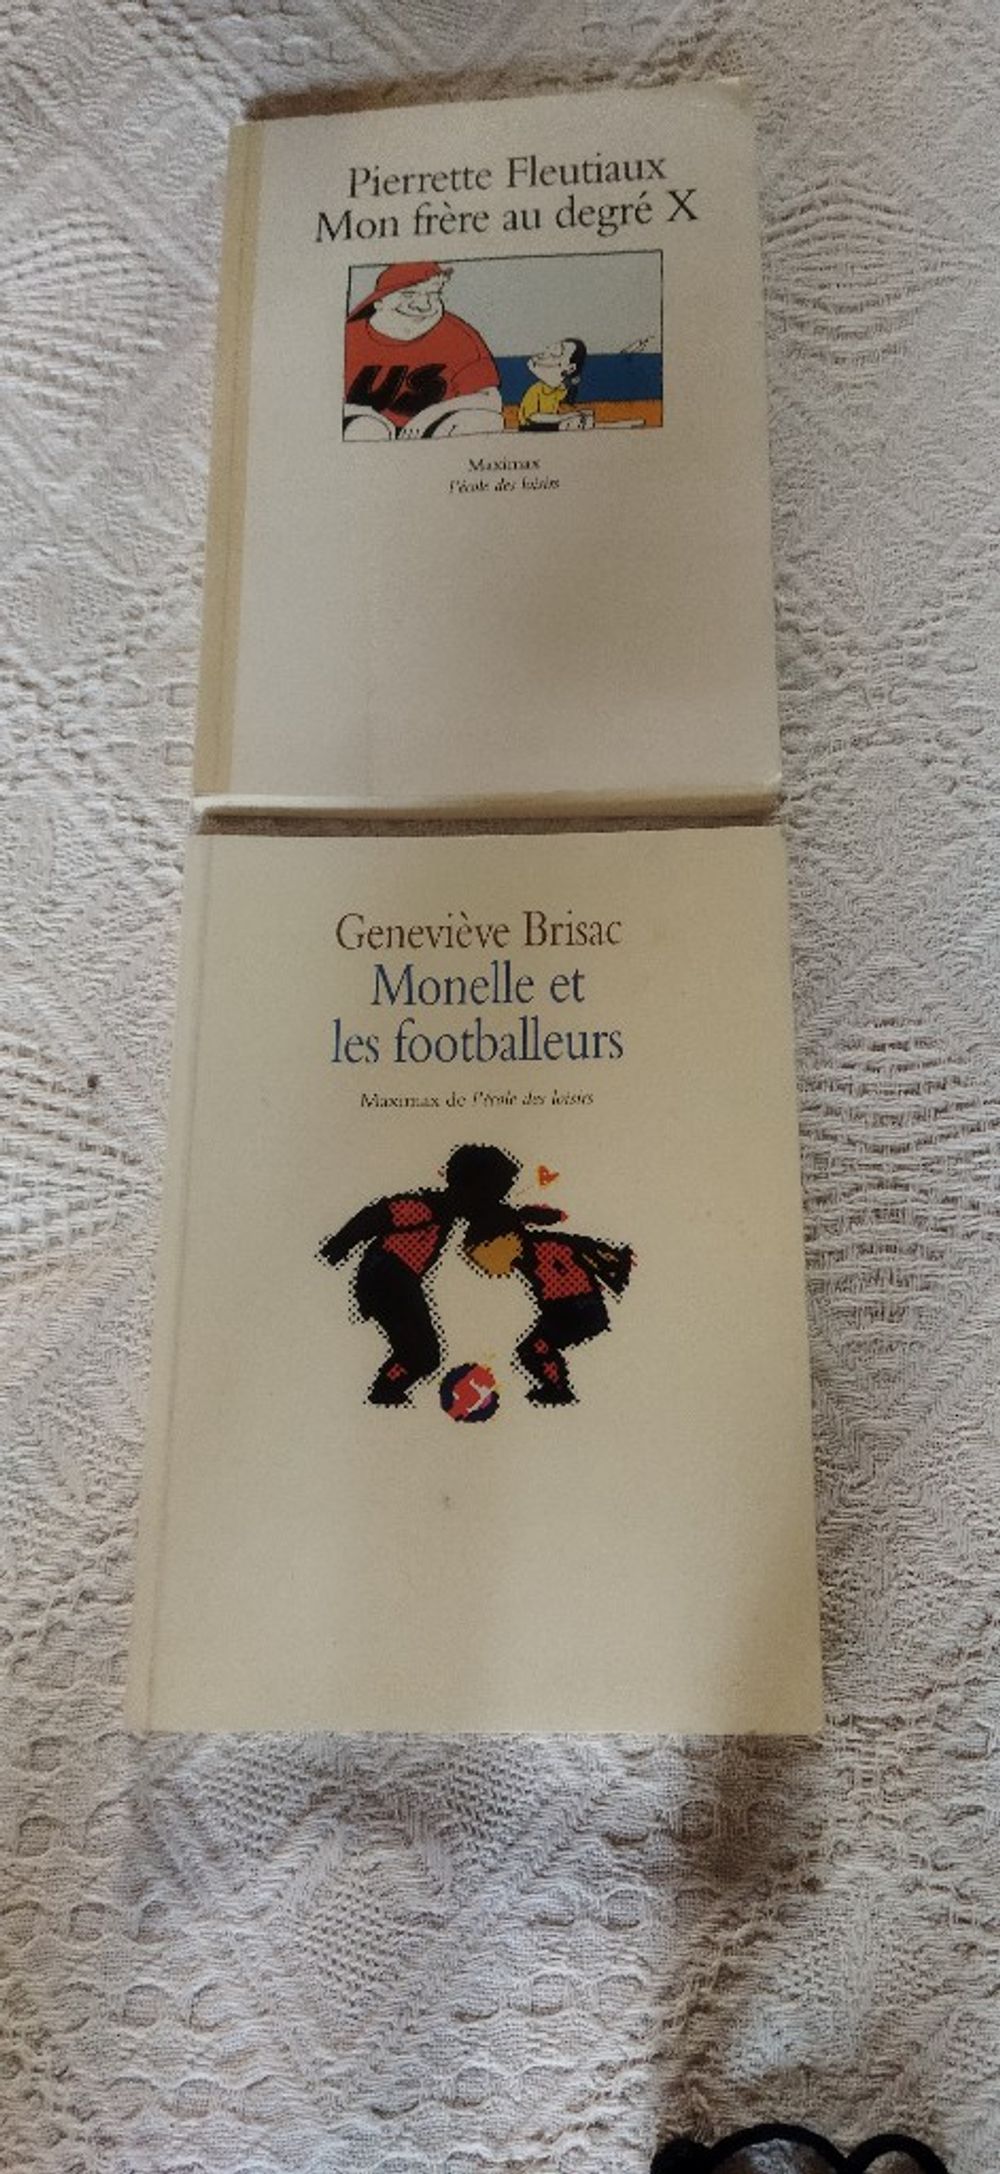 Pierrette Fleutiaux
Mon frère au degré X
US
Maximax
l'école des loisirs
Geneviève Brisac
Monelle et
les footballeurs
Maximax de l'école des loisirs